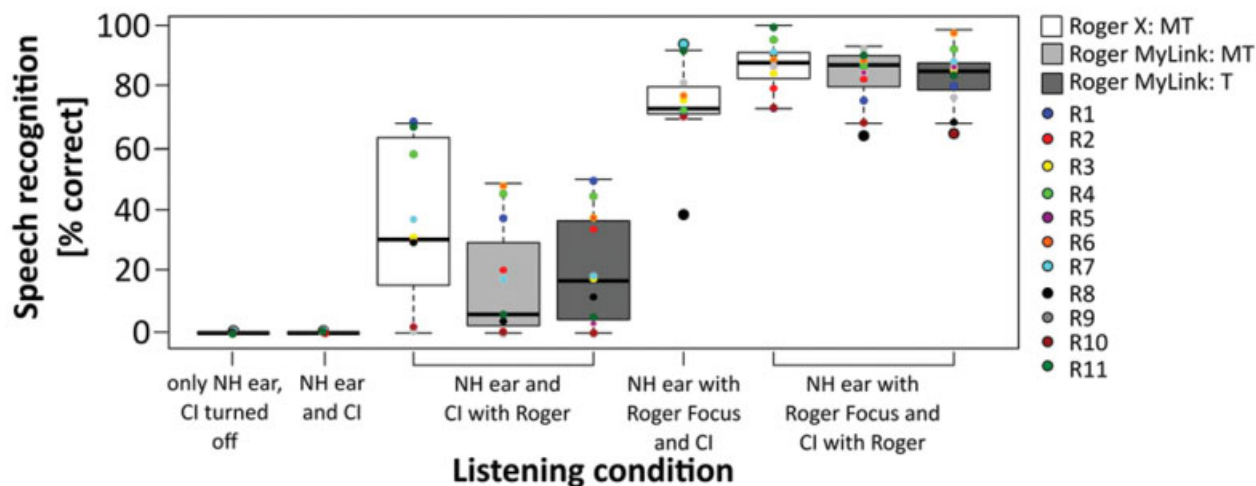 Speech recognition
[% correct]
100
80
60
40
20
0
only NH ear,
CI turned
off
NH ear
and CI
NH ear and
CI with Roger
NH ear with
Roger Focus
and CI
NH ear with
Roger Focus and
CI with Roger
Listening condition
Roger X: MT
Roger MyLink: MT
Roger MyLink: T
R1
R2
R3
R4
R5
R6
R7
R8
R9
R10
R11